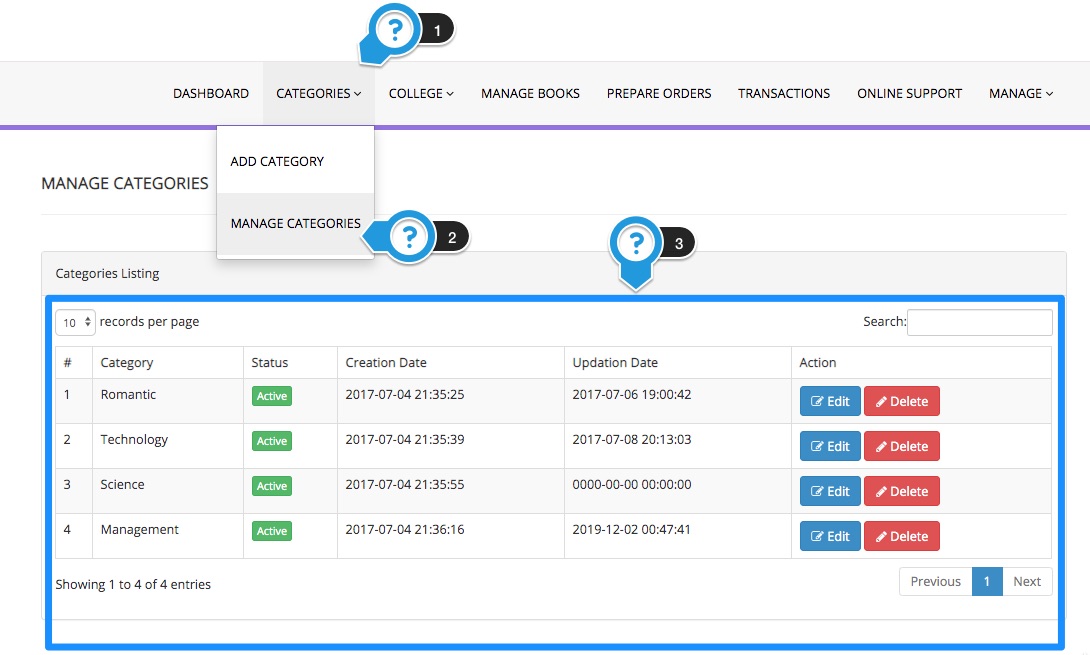 ? 1
DASHBOARD CATEGORIES COLLEGE MANAGE BOOKS PREPARE ORDERS TRANSACTIONS ONLINE SUPPORT MANAGE
ADD CATEGORY
MANAGE CATEGORIES
MANAGE CATEGORIES ? 2
? 3
Categories Listing
10 records per page Search:
# Category Status Creation Date Updation Date Action
1 Romantic Active 2017-07-04 21:35:25 2017-07-06 19:00:42 Edit Delete
2 Technology Active 2017-07-04 21:35:39 2017-07-08 20:13:03 Edit Delete
3 Science Active 2017-07-04 21:35:55 0000-00-00 00:00:00 Edit Delete
4 Management Active 2017-07-04 21:36:16 2019-12-02 00:47:41 Edit Delete
Showing 1 to 4 of 4 entries Previous 1 Next